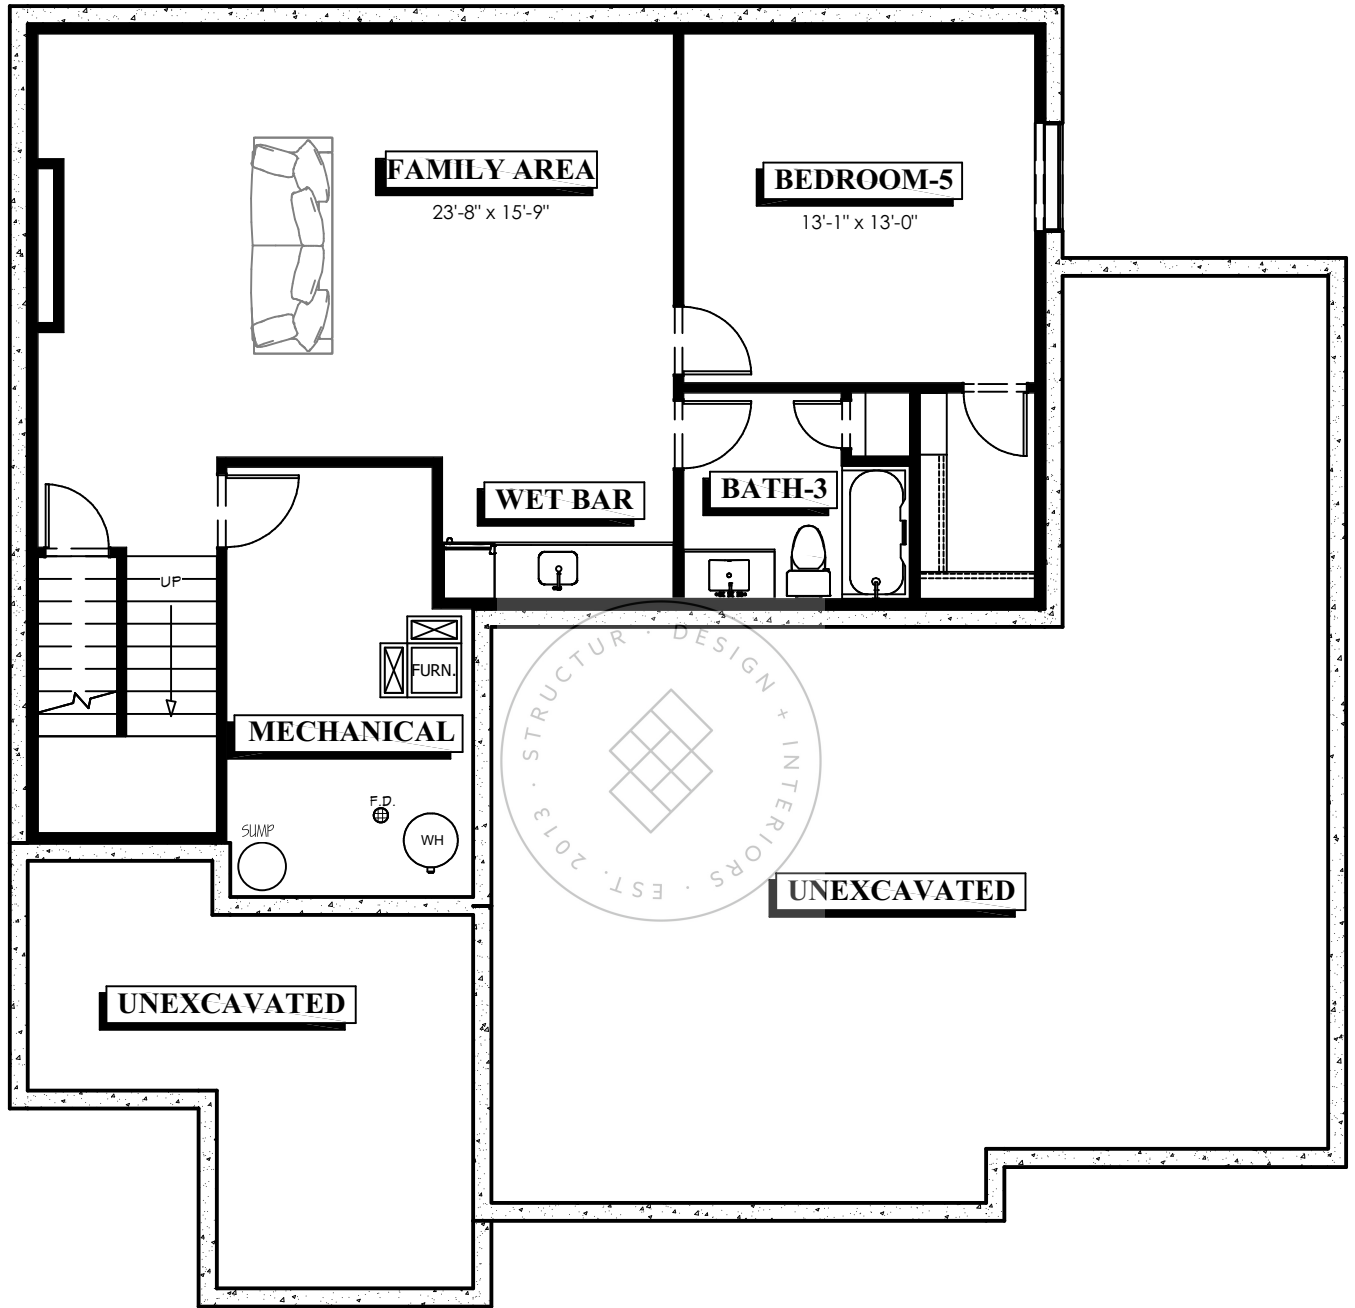 FAMILY AREA
23'-8" x 15'-9"
BEDROOM-5
13'-1" x 13'-0"
WET BAR
BATH-3
UP
FURN.
MECHANICAL
F.D.
SUMP
WH
STRUCTUR · DESIGN + INTERIORS · EST. 2013 ·
UNEXCAVATED
UNEXCAVATED